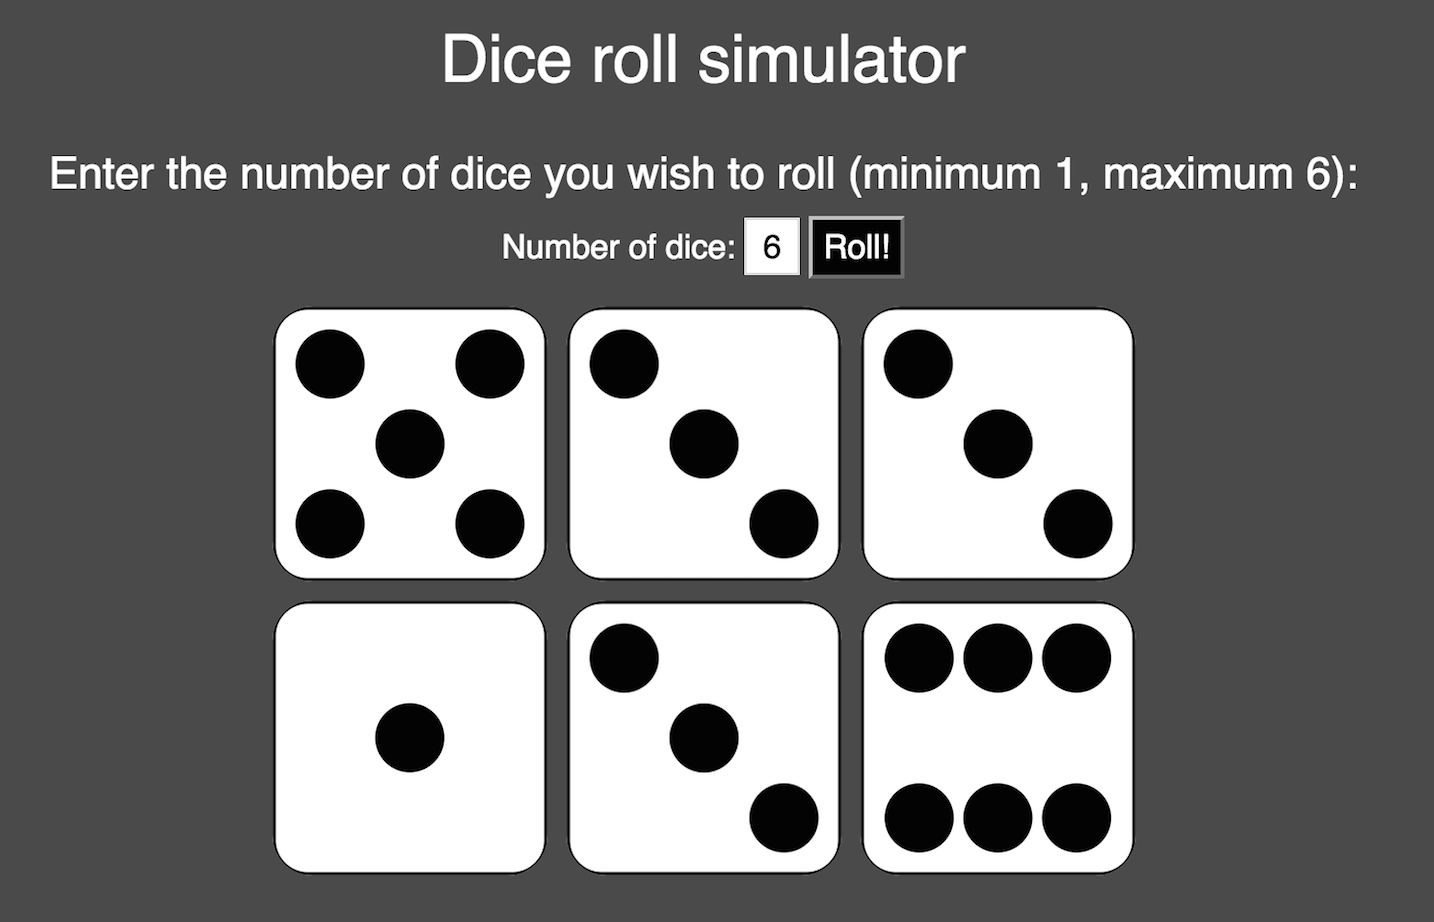 Dice roll simulator
Enter the number of dice you wish to roll (minimum 1, maximum 6):
Number of dice: 6 Roll!